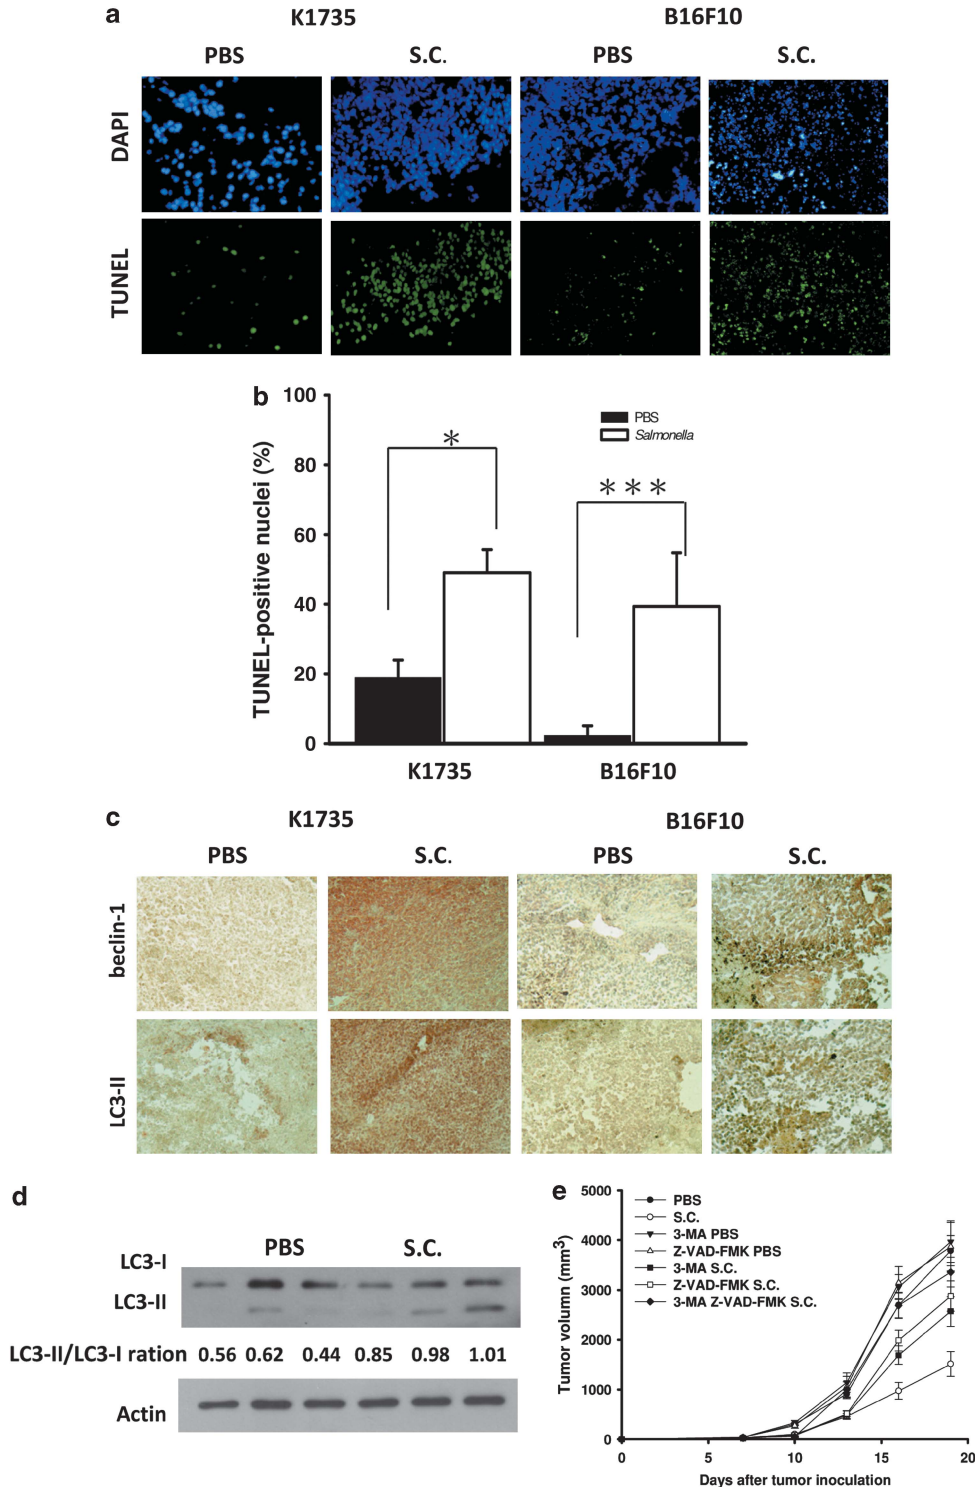 a
K1735 B16F10
PBS S.C. PBS S.C.
DAPI
TUNEL
b
100
80
60
40
20
0
TUNEL-positive nuclei (%)
PBS
Salmonella
*
***
K1735 B16F10
c
K1735 B16F10
PBS S.C. PBS S.C.
beclin-1
LC3-II
d
PBS S.C.
LC3-I
LC3-II
LC3-II/LC3-I ration 0.56 0.62 0.44 0.85 0.98 1.01
Actin
e
5000
4000
3000
2000
1000
0
Tumor volumn (mm3)
PBS
S.C.
3-MA PBS
Z-VAD-FMK PBS
3-MA S.C.
Z-VAD-FMK S.C.
3-MA Z-VAD-FMK S.C.
0 5 10 15 20
Days after tumor inoculation